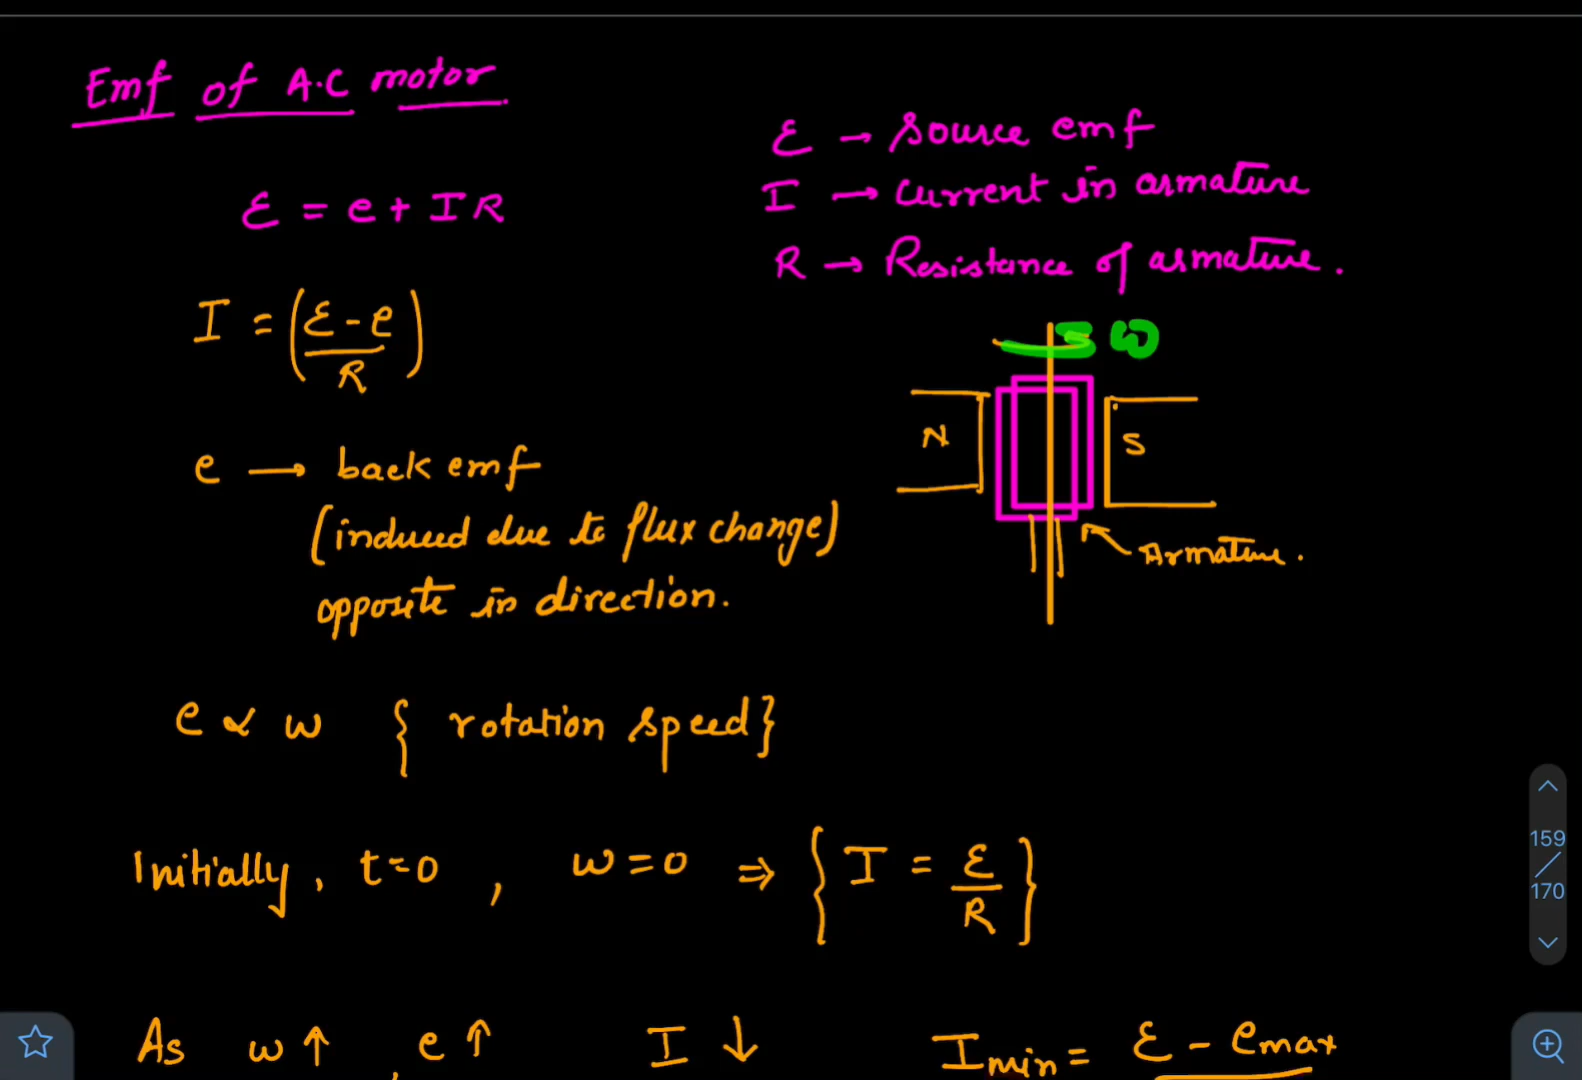 Emf of A.C motor
ε → source emf
I → current in armature
ε = e + IR
R → Resistance of armature.
I = (ε - e / R)
ω
N
S
e → back emf
(induced due to flux change)
opposite in direction.
Armature.
e α ω { rotation speed}
159
/
170
Initially, t=0, ω=0 ⇒ { I = ε/R }
As ω↑, e↑ I↓ Imin = ε - emax